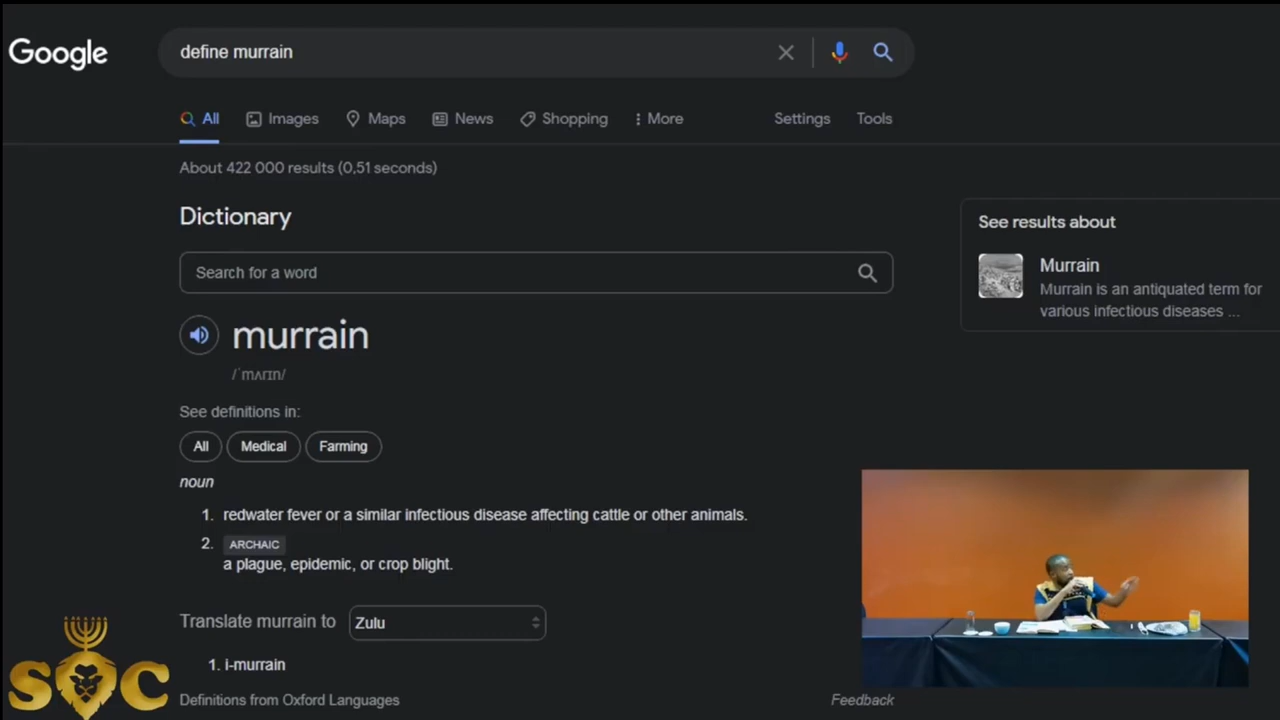 Google
define murrain
All Images Maps News Shopping More Settings Tools
About 422 000 results (0,51 seconds)
Dictionary
See results about
Search for a word
Murrain
Murrain is an antiquated term for
various infectious diseases ...
murrain
/ˈmʌrɪn/
See definitions in:
All Medical Farming
noun
1. redwater fever or a similar infectious disease affecting cattle or other animals.
2. ARCHAIC
a plague, epidemic, or crop blight.
Translate murrain to Zulu
1. i-murrain
SOC
Definitions from Oxford Languages Feedback